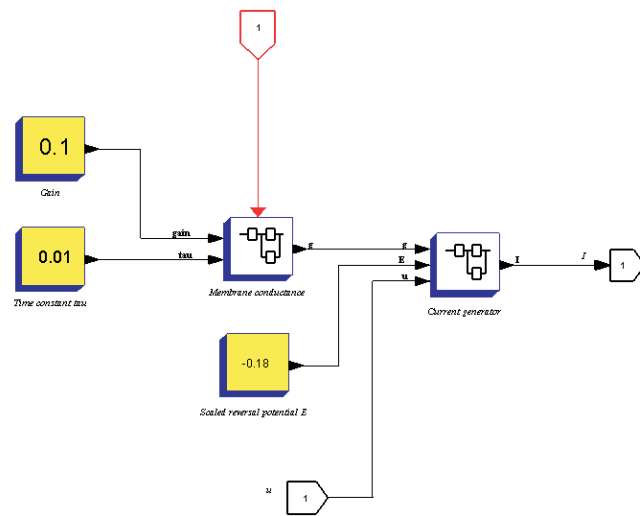 1
0.1
Gain
gain
0.01
tau
Time constant tau
g
Membrane conductance
g
E
u
I
Current generator
I
1
-0.18
Scaled reversal potential E
u
1